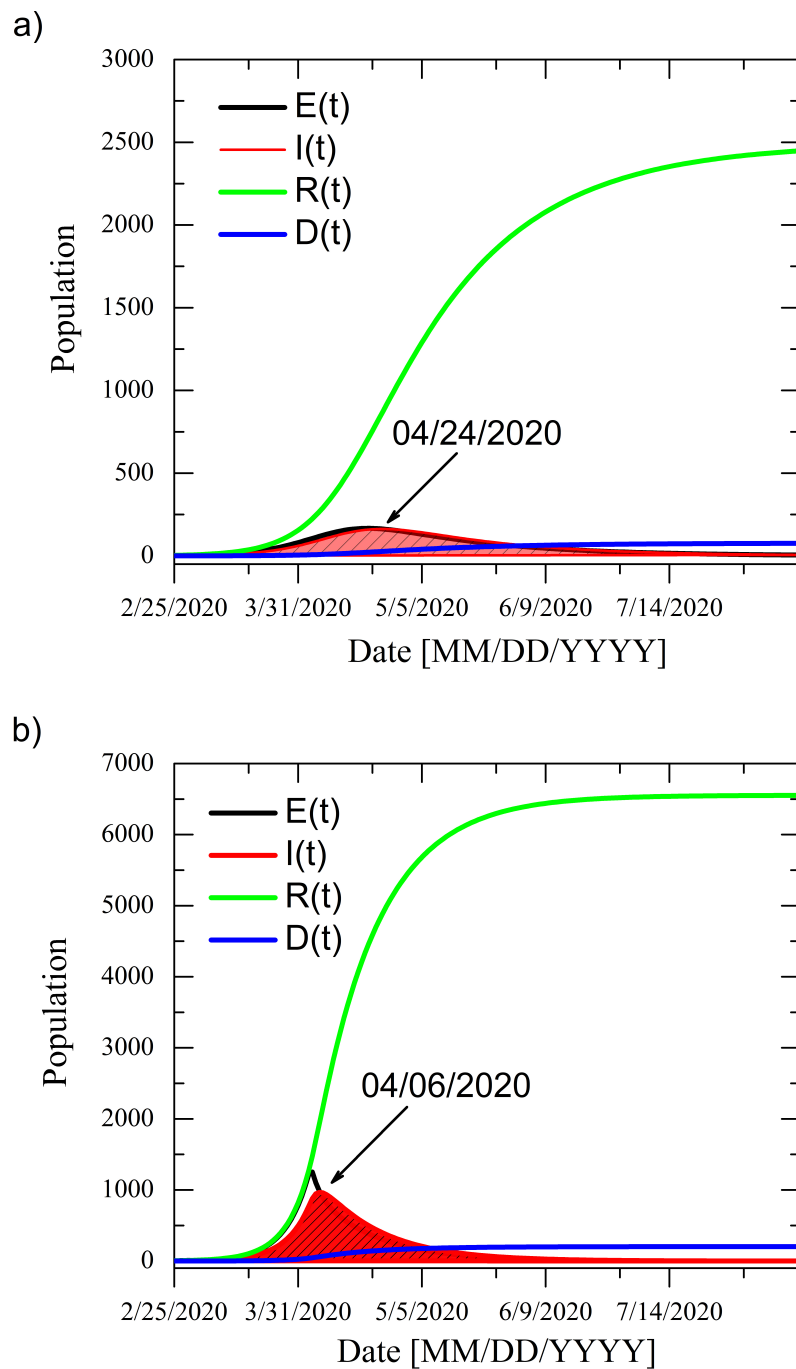 a)
3000
2500
2000
1500
1000
500
0
Population
E(t)
I(t)
R(t)
D(t)
04/24/2020
2/25/2020 3/31/2020 5/5/2020 6/9/2020 7/14/2020
Date [MM/DD/YYYY]
b)
7000
6000
5000
4000
3000
2000
1000
0
Population
E(t)
I(t)
R(t)
D(t)
04/06/2020
2/25/2020 3/31/2020 5/5/2020 6/9/2020 7/14/2020
Date [MM/DD/YYYY]